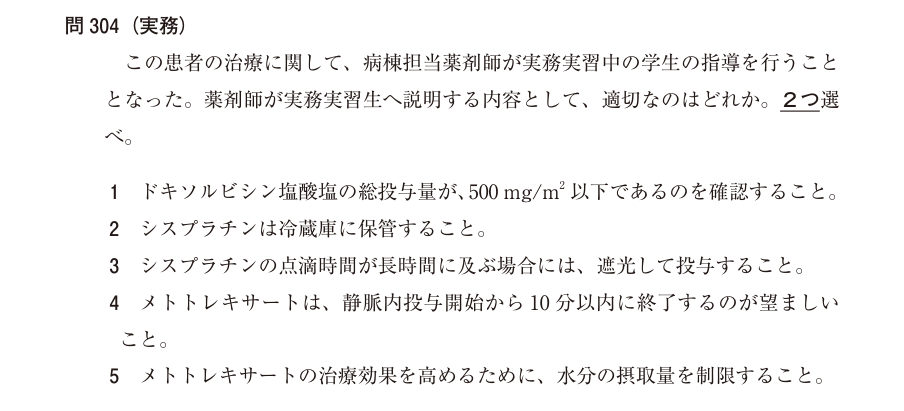 問 304（実務）
この患者の治療に関して、病棟担当薬剤師が実務実習中の学生の指導を行うこと
となった。薬剤師が実務実習生へ説明する内容として、適切なのはどれか。２つ選
べ。
1 ドキソルビシン塩酸塩の総投与量が、500 mg/m² 以下であるのを確認すること。
2 シスプラチンは冷蔵庫に保管すること。
3 シスプラチンの点滴時間が長時間に及ぶ場合には、遮光して投与すること。
4 メトトレキサートは、静脈内投与開始から 10 分以内に終了するのが望ましい
こと。
5 メトトレキサートの治療効果を高めるために、水分の摂取量を制限すること。